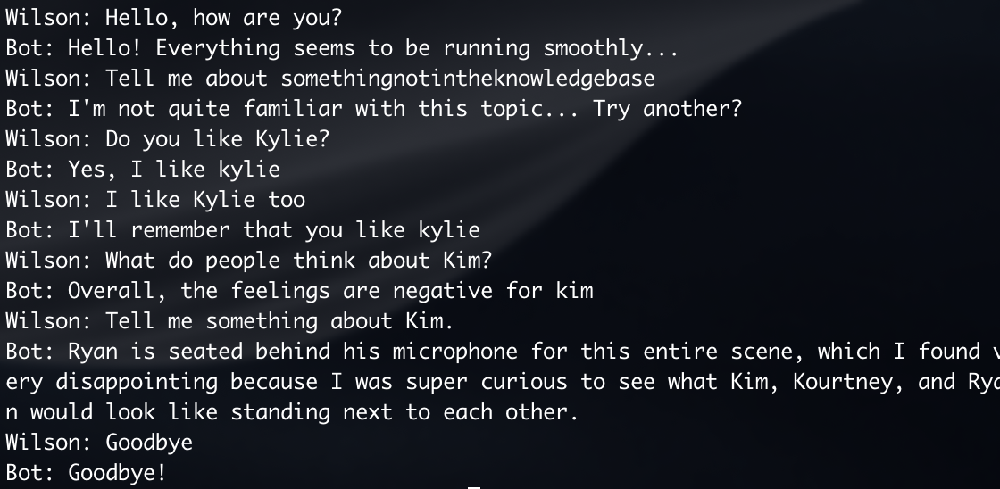 Wilson: Hello, how are you?
Bot: Hello! Everything seems to be running smoothly...
Wilson: Tell me about somethingnotintheknowledgebase
Bot: I'm not quite familiar with this topic... Try another?
Wilson: Do you like Kylie?
Bot: Yes, I like kylie
Wilson: I like Kylie too
Bot: I'll remember that you like kylie
Wilson: What do people think about Kim?
Bot: Overall, the feelings are negative for kim
Wilson: Tell me something about Kim.
Bot: Ryan is seated behind his microphone for this entire scene, which I found v
ery disappointing because I was super curious to see what Kim, Kourtney, and Rya
n would look like standing next to each other.
Wilson: Goodbye
Bot: Goodbye!